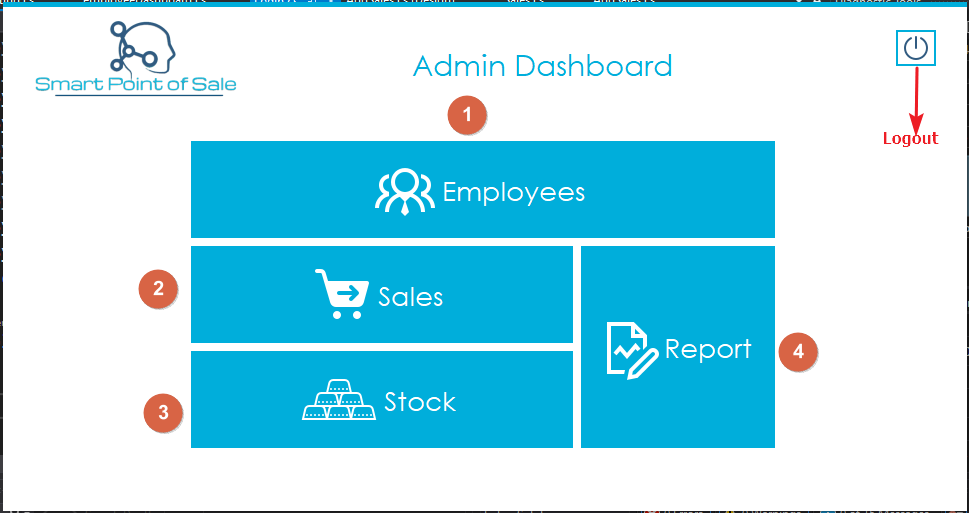 Smart Point of Sale
Admin Dashboard
Logout
1
Employees
2
Sales
Report
4
3
Stock